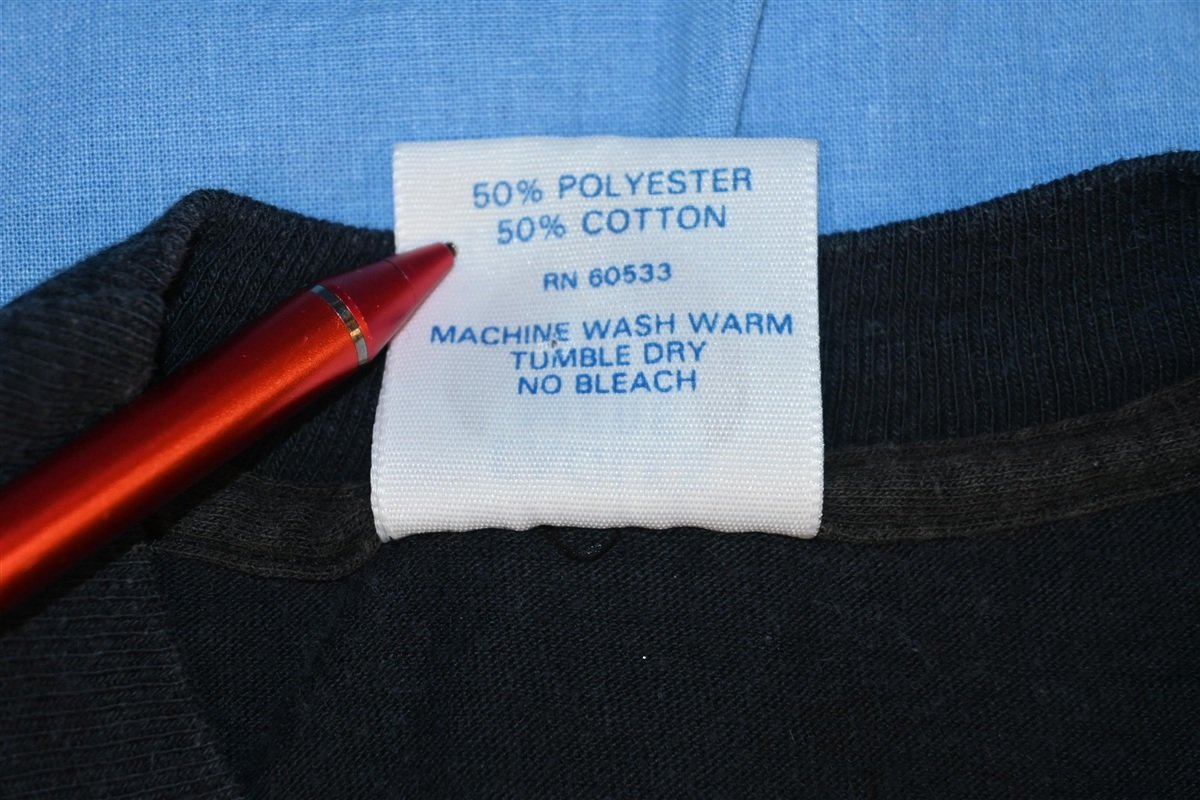 50% POLYESTER
50% COTTON
RN 60533
MACHINE WASH WARM
TUMBLE DRY
NO BLEACH